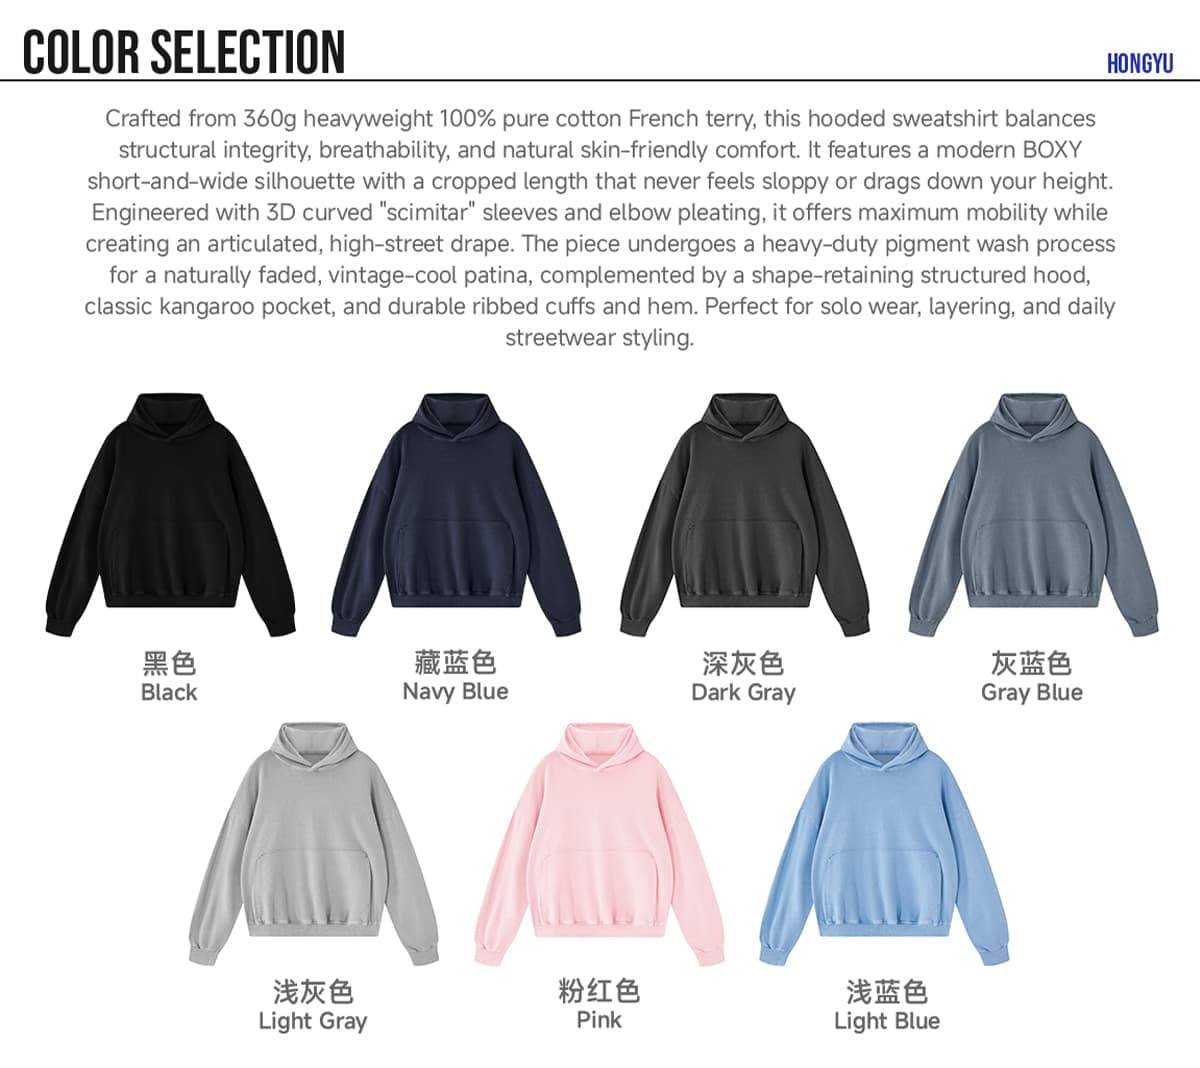 COLOR SELECTION
HONGYU
Crafted from 360g heavyweight 100% pure cotton French terry, this hooded sweatshirt balances
structural integrity, breathability, and natural skin-friendly comfort. It features a modern BOXY
short-and-wide silhouette with a cropped length that never feels sloppy or drags down your height.
Engineered with 3D curved "scimitar" sleeves and elbow pleating, it offers maximum mobility while
creating an articulated, high-street drape. The piece undergoes a heavy-duty pigment wash process
for a naturally faded, vintage-cool patina, complemented by a shape-retaining structured hood,
classic kangaroo pocket, and durable ribbed cuffs and hem. Perfect for solo wear, layering, and daily
streetwear styling.
黑色
Black
藏蓝色
Navy Blue
深灰色
Dark Gray
灰蓝色
Gray Blue
浅灰色
Light Gray
粉红色
Pink
浅蓝色
Light Blue